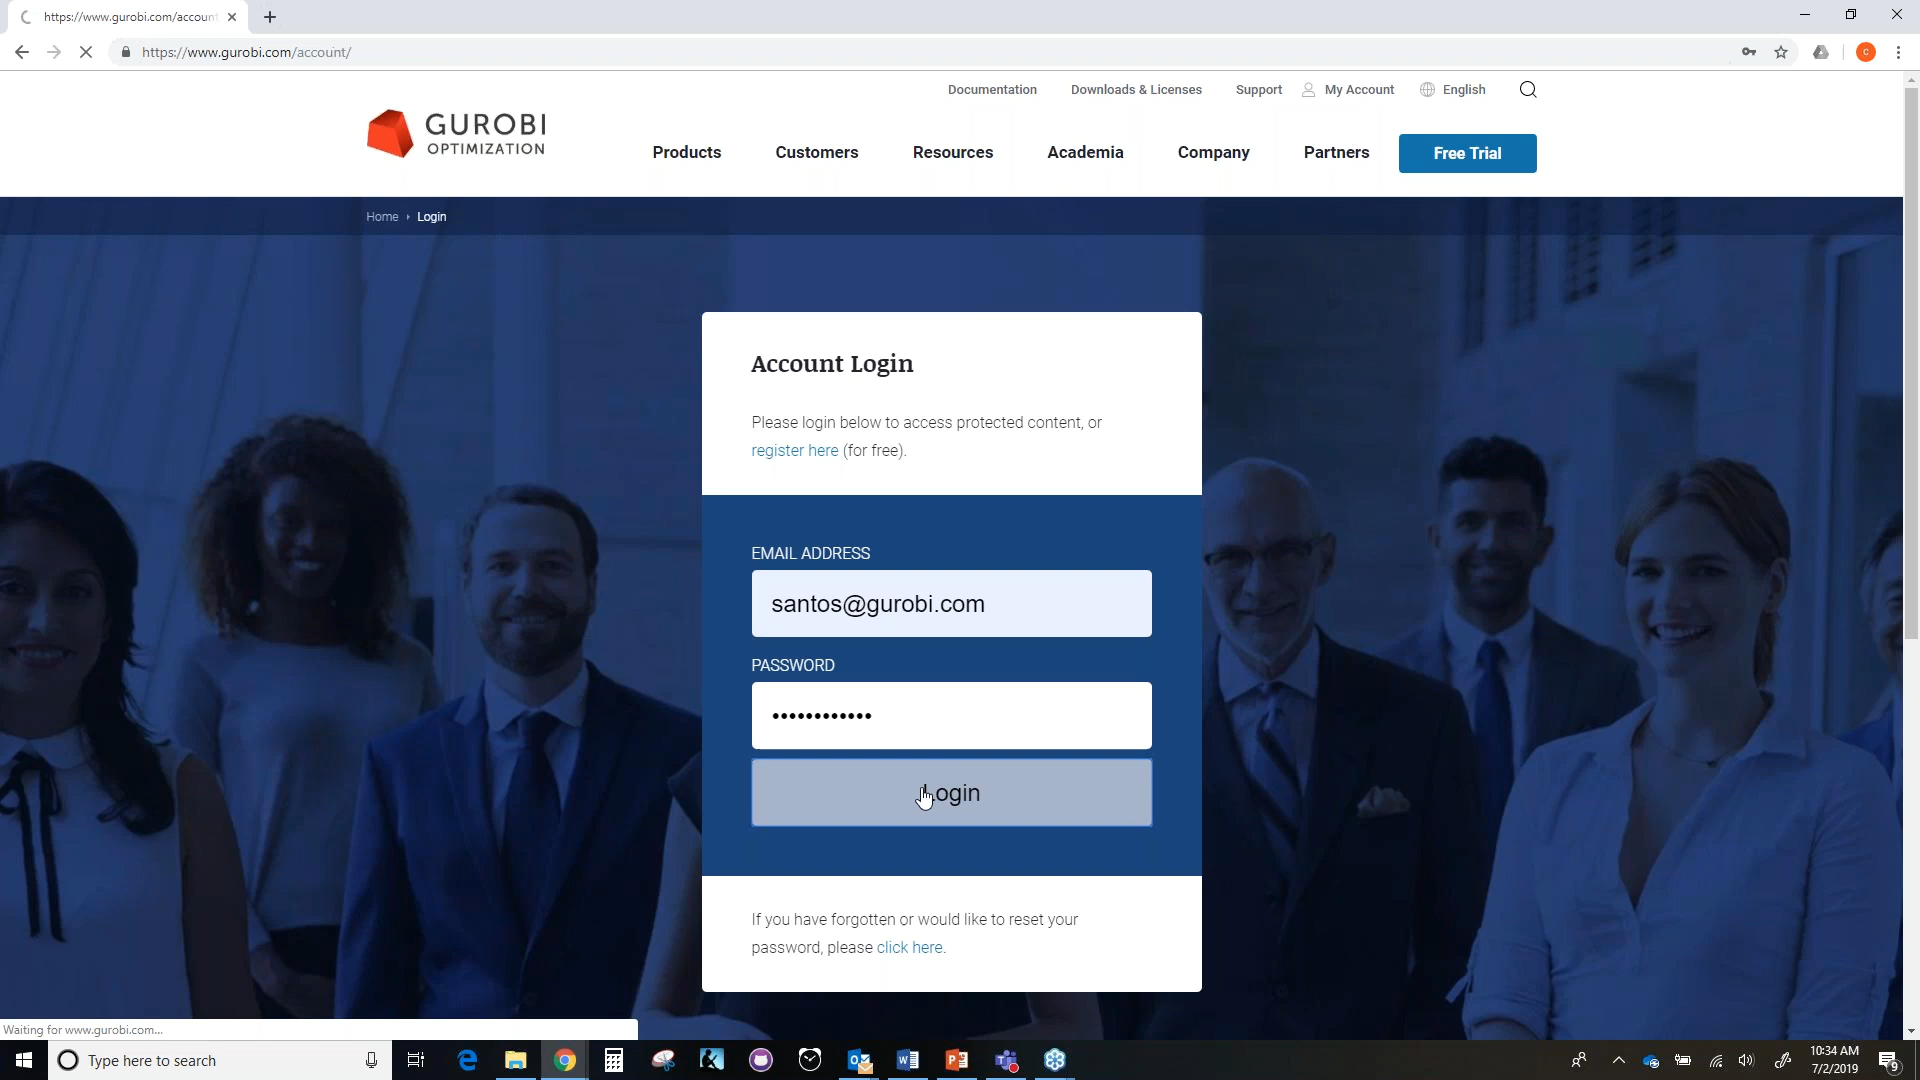 https://www.gurobi.com/account
https://www.gurobi.com/account/
C
Documentation
Downloads & Licenses
Support
My Account
English
GUROBI
OPTIMIZATION
Products
Customers
Resources
Academia
Company
Partners
Free Trial
Home
Login
Account Login
Please login below to access protected content, or
register here (for free).
EMAIL ADDRESS
santos@gurobi.com
PASSWORD
••••••••••••
Login
If you have forgotten or would like to reset your
password, please click here.
Waiting for www.gurobi.com...
Type here to search
10:34 AM
7/2/2019
9